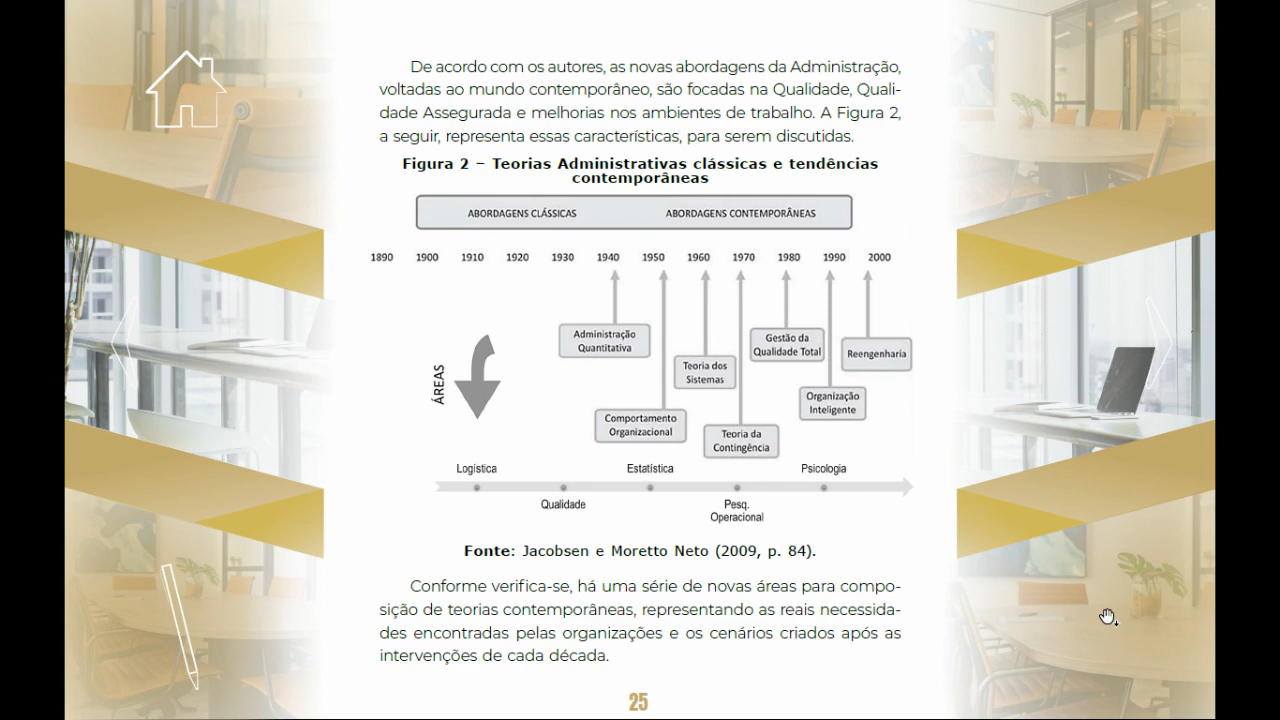 De acordo com os autores, as novas abordagens da Administração,
voltadas ao mundo contemporâneo, são focadas na Qualidade, Quali-
dade Assegurada e melhorias nos ambientes de trabalho. A Figura 2,
a seguir, representa essas características, para serem discutidas.
Figura 2 – Teorias Administrativas clássicas e tendências
contemporâneas
ABORDAGENS CLÁSSICAS ABORDAGENS CONTEMPORÂNEAS
1890 1900 1910 1920 1930 1940 1950 1960 1970 1980 1990 2000
Administração
Quantitativa
Gestão da
Qualidade Total
Reengenharia
Teoria dos
Sistemas
ÁREAS
Organização
Inteligente
Comportamento
Organizacional
Teoria da
Contingência
Logística Estatística Psicologia
Qualidade Pesq.
Operacional
Fonte: Jacobsen e Moretto Neto (2009, p. 84).
Conforme verifica-se, há uma série de novas áreas para compo-
sição de teorias contemporâneas, representando as reais necessida-
des encontradas pelas organizações e os cenários criados após as
intervenções de cada década.
25